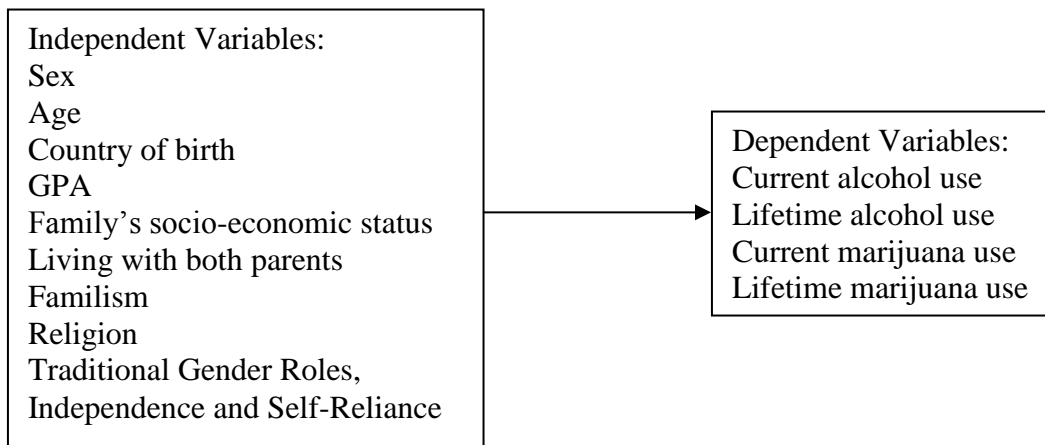 Independent Variables:
Sex
Age
Country of birth
GPA
Family’s socio-economic status
Living with both parents
Familism
Religion
Traditional Gender Roles,
Independence and Self-Reliance
Dependent Variables:
Current alcohol use
Lifetime alcohol use
Current marijuana use
Lifetime marijuana use